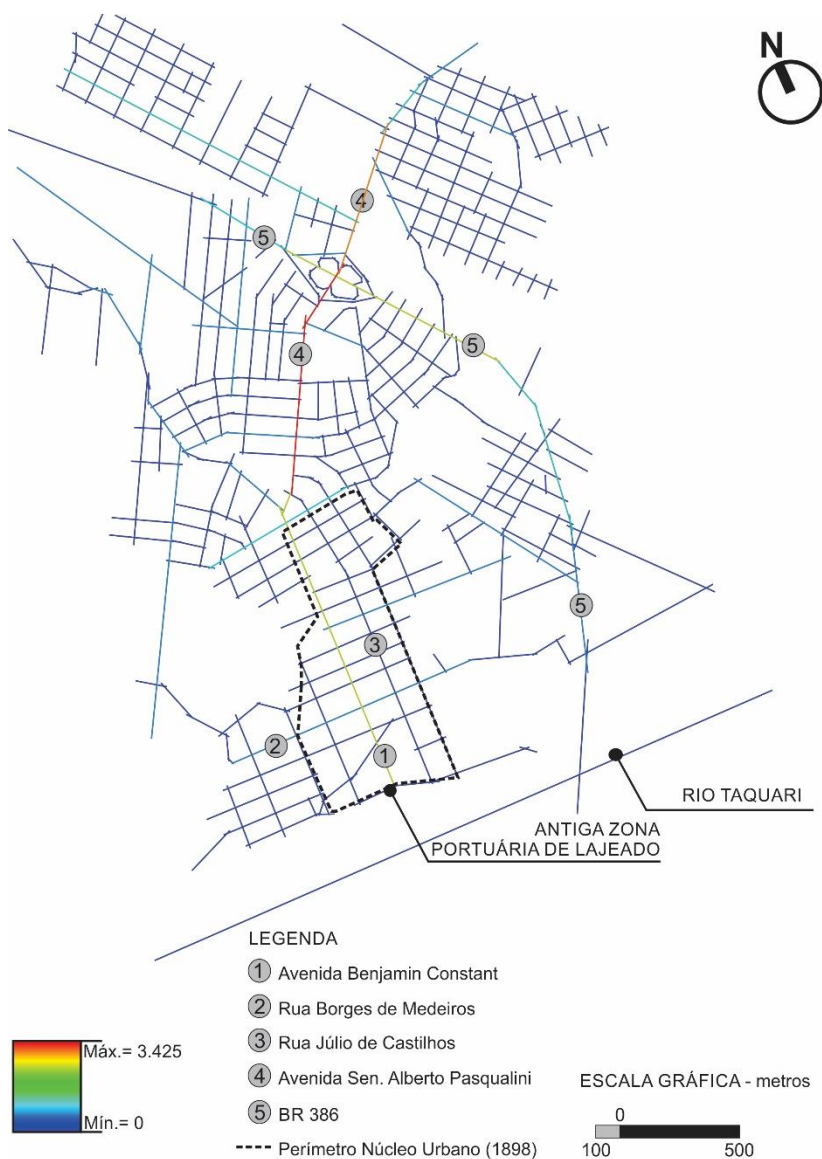 N
4
5
4
5
5
3
2
1
RIO TAQUARI
ANTIGA ZONA
PORTUÁRIA DE LAJEADO
LEGENDA
1 Avenida Benjamin Constant
2 Rua Borges de Medeiros
3 Rua Júlio de Castilhos
4 Avenida Sen. Alberto Pasqualini
5 BR 386
Perímetro Núcleo Urbano (1898)
Máx.= 3.425
Mín.= 0
ESCALA GRÁFICA - metros
0
100 500